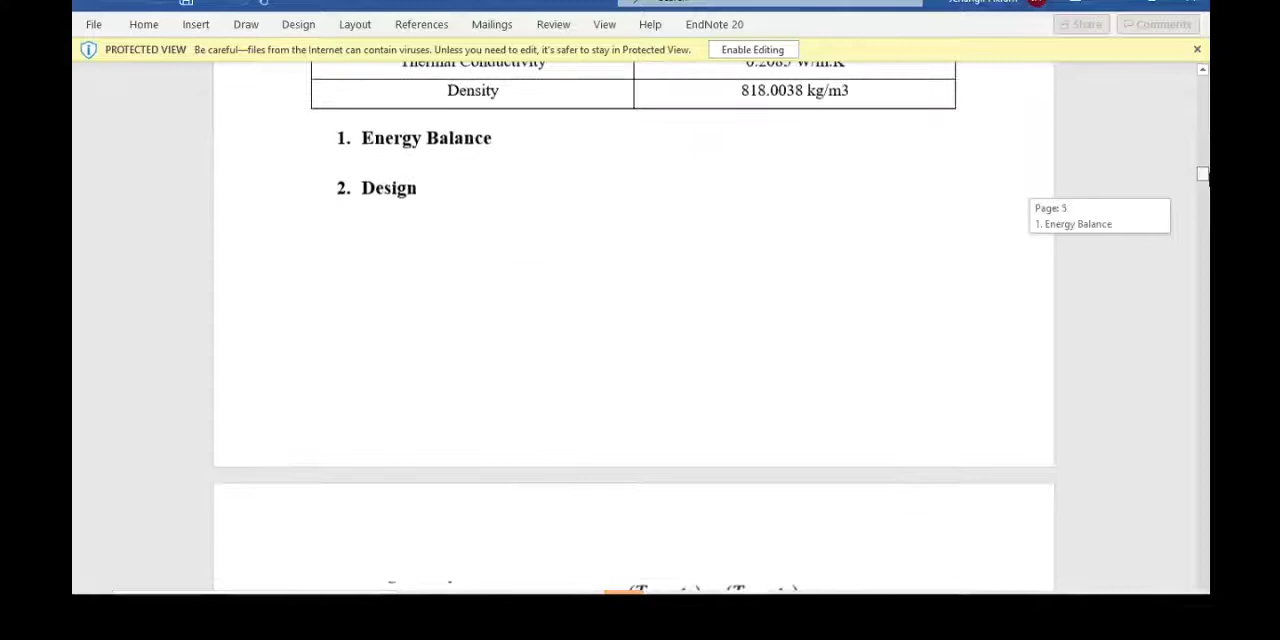 File Home Insert Draw Design Layout References Mailings Review View Help EndNote 20 Share Comments
PROTECTED VIEW Be careful—files from the Internet can contain viruses. Unless you need to edit, it's safer to stay in Protected View. Enable Editing
Thermal Conductivity 0.2085 W/m.K
Density 818.0038 kg/m3
1. Energy Balance
2. Design
Page: 5
1. Energy Balance